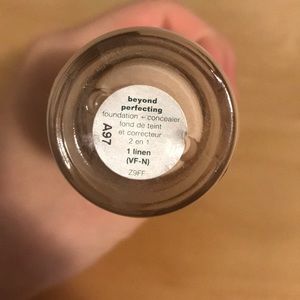 beyond
perfecting
foundation + concealer
fond de teint
et correcteur
2 en 1
1 linen
(VF-N)
Z9FF
A97